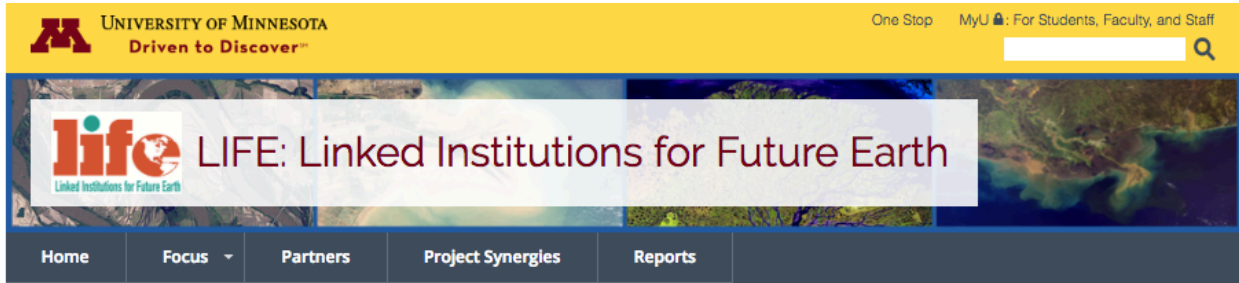 UNIVERSITY OF MINNESOTA
Driven to Discover℠
One Stop MyU : For Students, Faculty, and Staff
life
Linked Institutions for Future Earth
LIFE: Linked Institutions for Future Earth
Home Focus Partners Project Synergies Reports